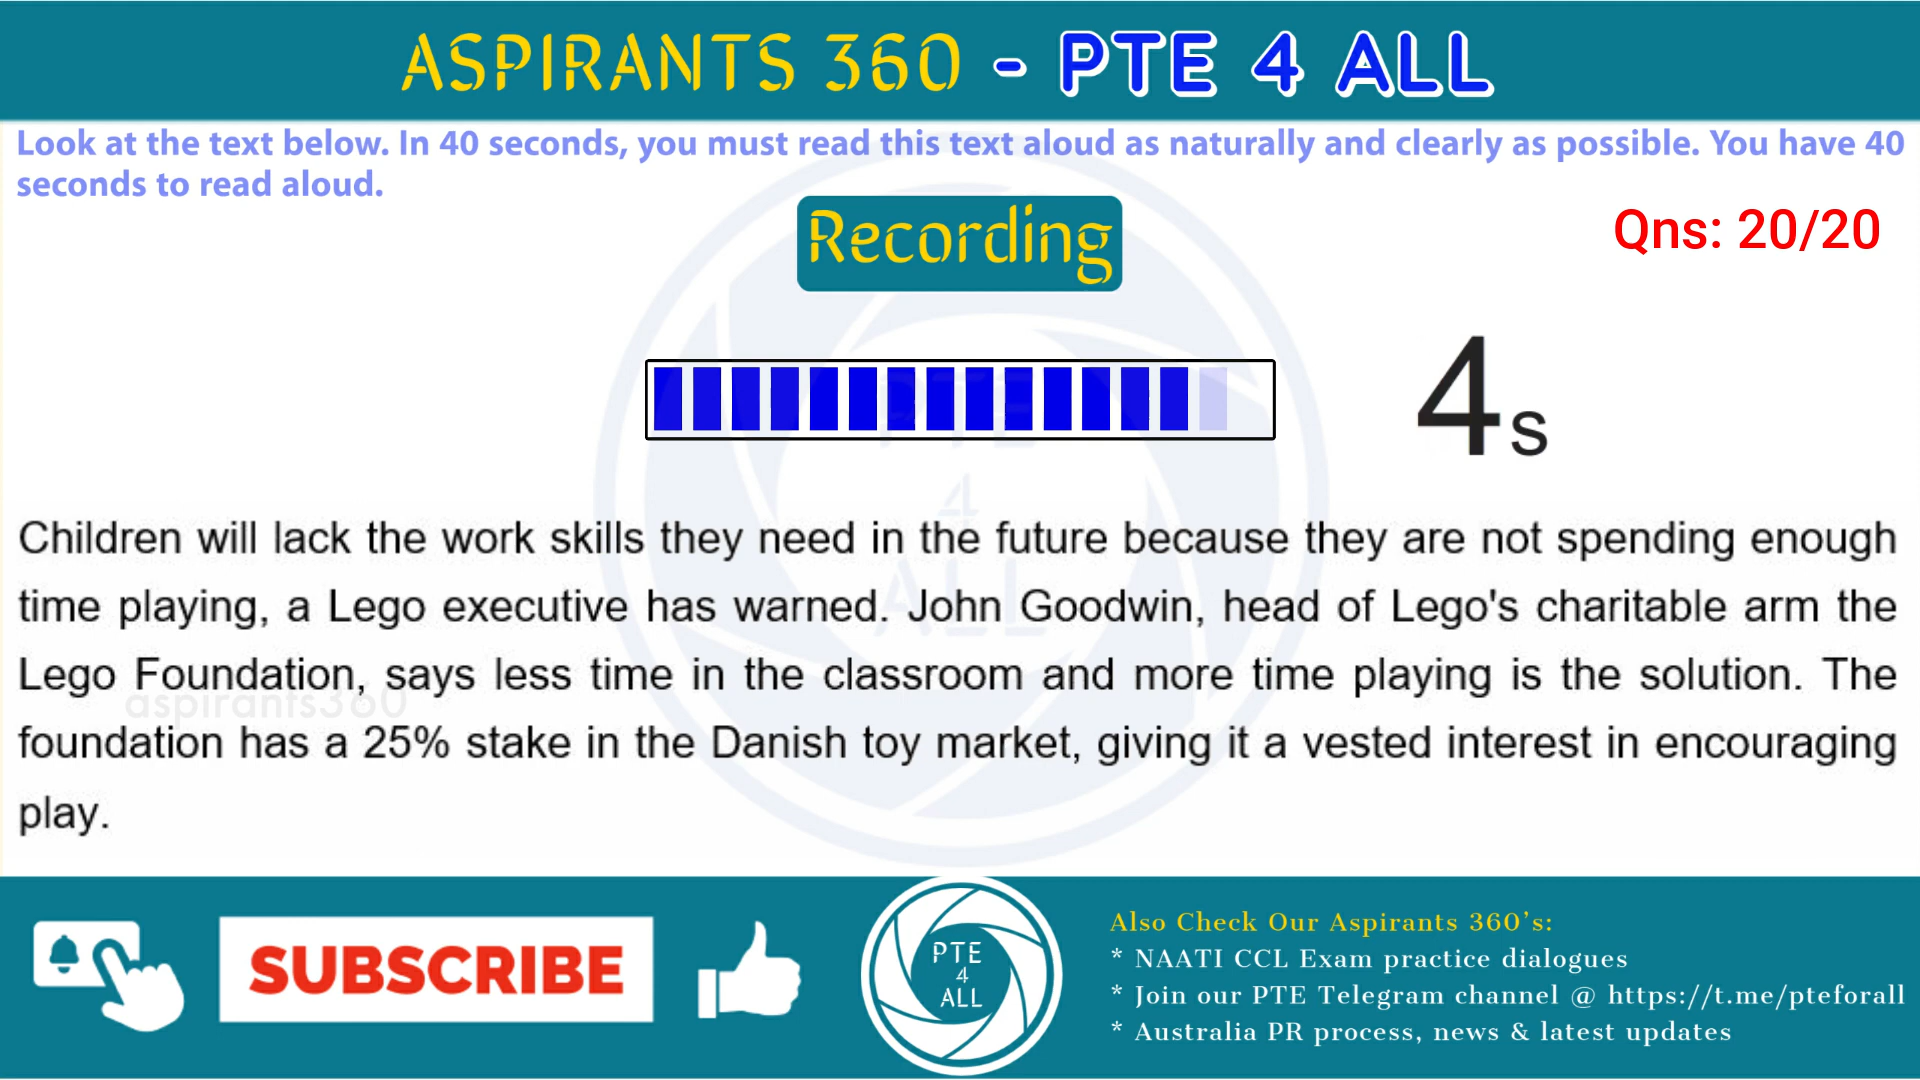 ASPIRANTS 360 - PTE 4 ALL
Look at the text below. In 40 seconds, you must read this text aloud as naturally and clearly as possible. You have 40
seconds to read aloud.
Recording
Qns: 20/20
4s
PTE
4
ALL
Children will lack the work skills they need in the future because they are not spending enough
time playing, a Lego executive has warned. John Goodwin, head of Lego's charitable arm the
Lego Foundation, says less time in the classroom and more time playing is the solution. The
aspirants360
foundation has a 25% stake in the Danish toy market, giving it a vested interest in encouraging
play.
SUBSCRIBE
PTE
4
ALL
Also Check Our Aspirants 360's:
* NAATI CCL Exam practice dialogues
* Join our PTE Telegram channel @ https://t.me/pteforall
* Australia PR process, news & latest updates